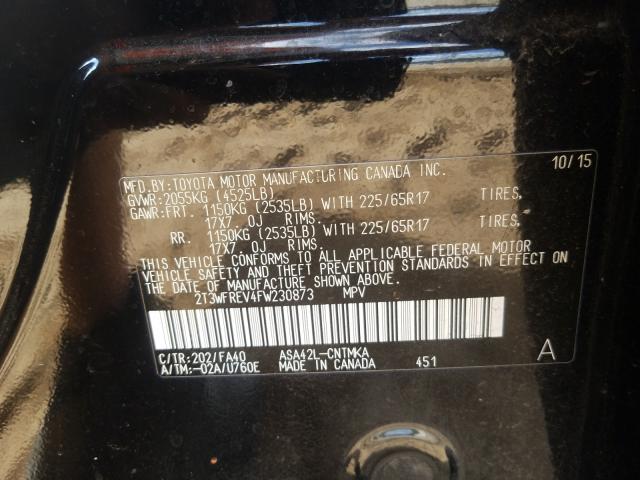 MFD. BY: TOYOTA MOTOR MANUFACTURING CANADA INC. 10/15
GVWR: 2055KG (4525LB)
GAWR: FRT. 1150KG (2535LB) WITH 225/65R17 TIRES,
17X7 OJ RIMS.
RR. 1150KG (2535LB) WITH 225/65R17 TIRES,
17X7 OJ RIMS.
THIS VEHICLE CONFORMS TO ALL APPLICABLE FEDERAL MOTOR
VEHICLE SAFETY AND THEFT PREVENTION STANDARDS IN EFFECT ON
THE DATE OF MANUFACTURE SHOWN ABOVE.
2T3WFREV4FW230873 MPV
C/TR: 202/FA40 ASA42L-CNTMKA A
A/TM: -02A/U760E MADE IN CANADA 451